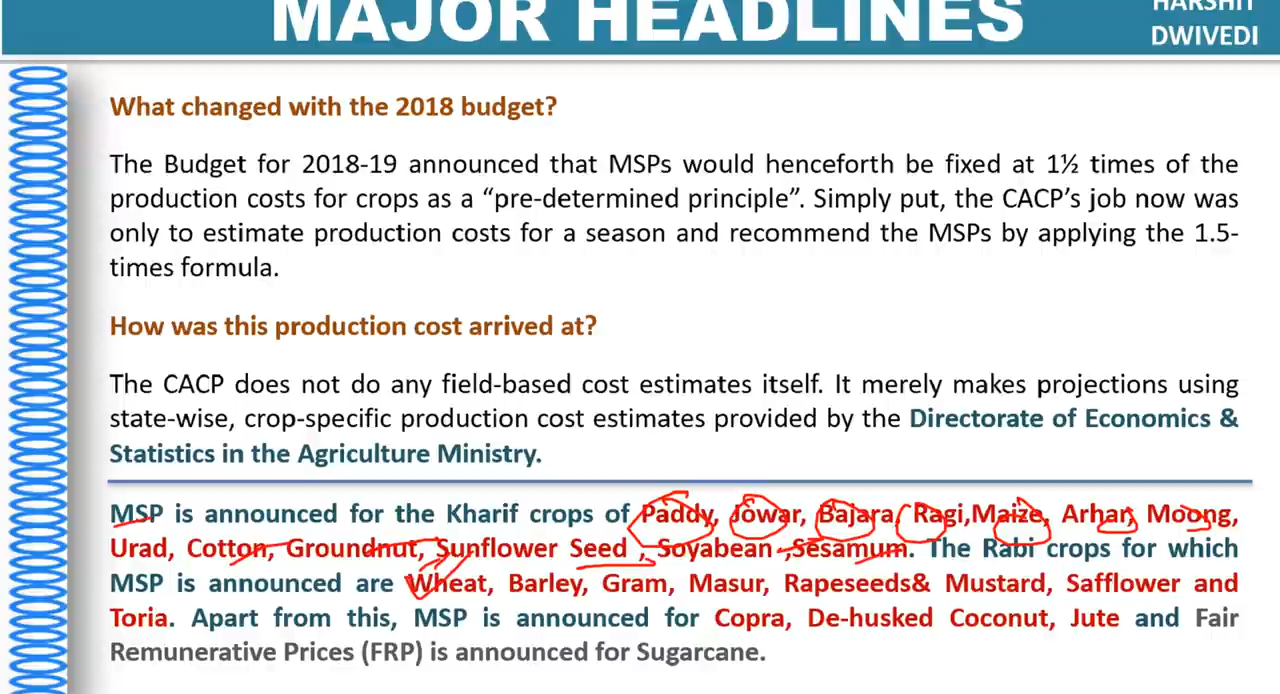 MAJOR HEADLINES
HARSHIT
DWIVEDI
What changed with the 2018 budget?
The Budget for 2018-19 announced that MSPs would henceforth be fixed at 1½ times of the
production costs for crops as a “pre-determined principle”. Simply put, the CACP’s job now was
only to estimate production costs for a season and recommend the MSPs by applying the 1.5-
times formula.
How was this production cost arrived at?
The CACP does not do any field-based cost estimates itself. It merely makes projections using
state-wise, crop-specific production cost estimates provided by the Directorate of Economics &
Statistics in the Agriculture Ministry.
MSP is announced for the Kharif crops of Paddy, Jowar, Bajara, Ragi,Maize, Arhar, Moong,
Urad, Cotton, Groundnut, Sunflower Seed , Soyabean ,Sesamum. The Rabi crops for which
MSP is announced are Wheat, Barley, Gram, Masur, Rapeseeds& Mustard, Safflower and
Toria. Apart from this, MSP is announced for Copra, De-husked Coconut, Jute and Fair
Remunerative Prices (FRP) is announced for Sugarcane.